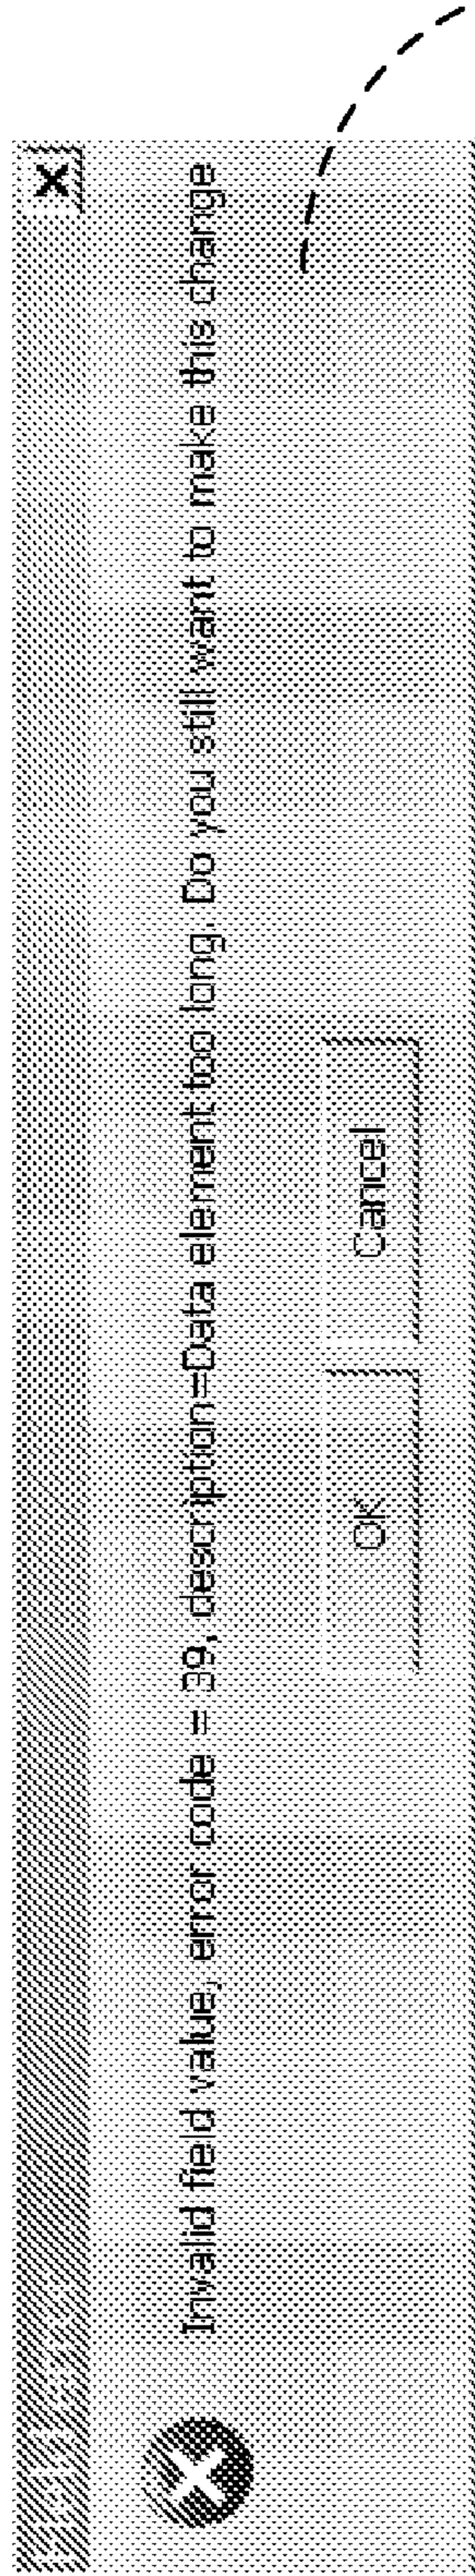 Invalid field value, error code = 39, description=Data element too long. Do you still want to make this change
OK
Cancel